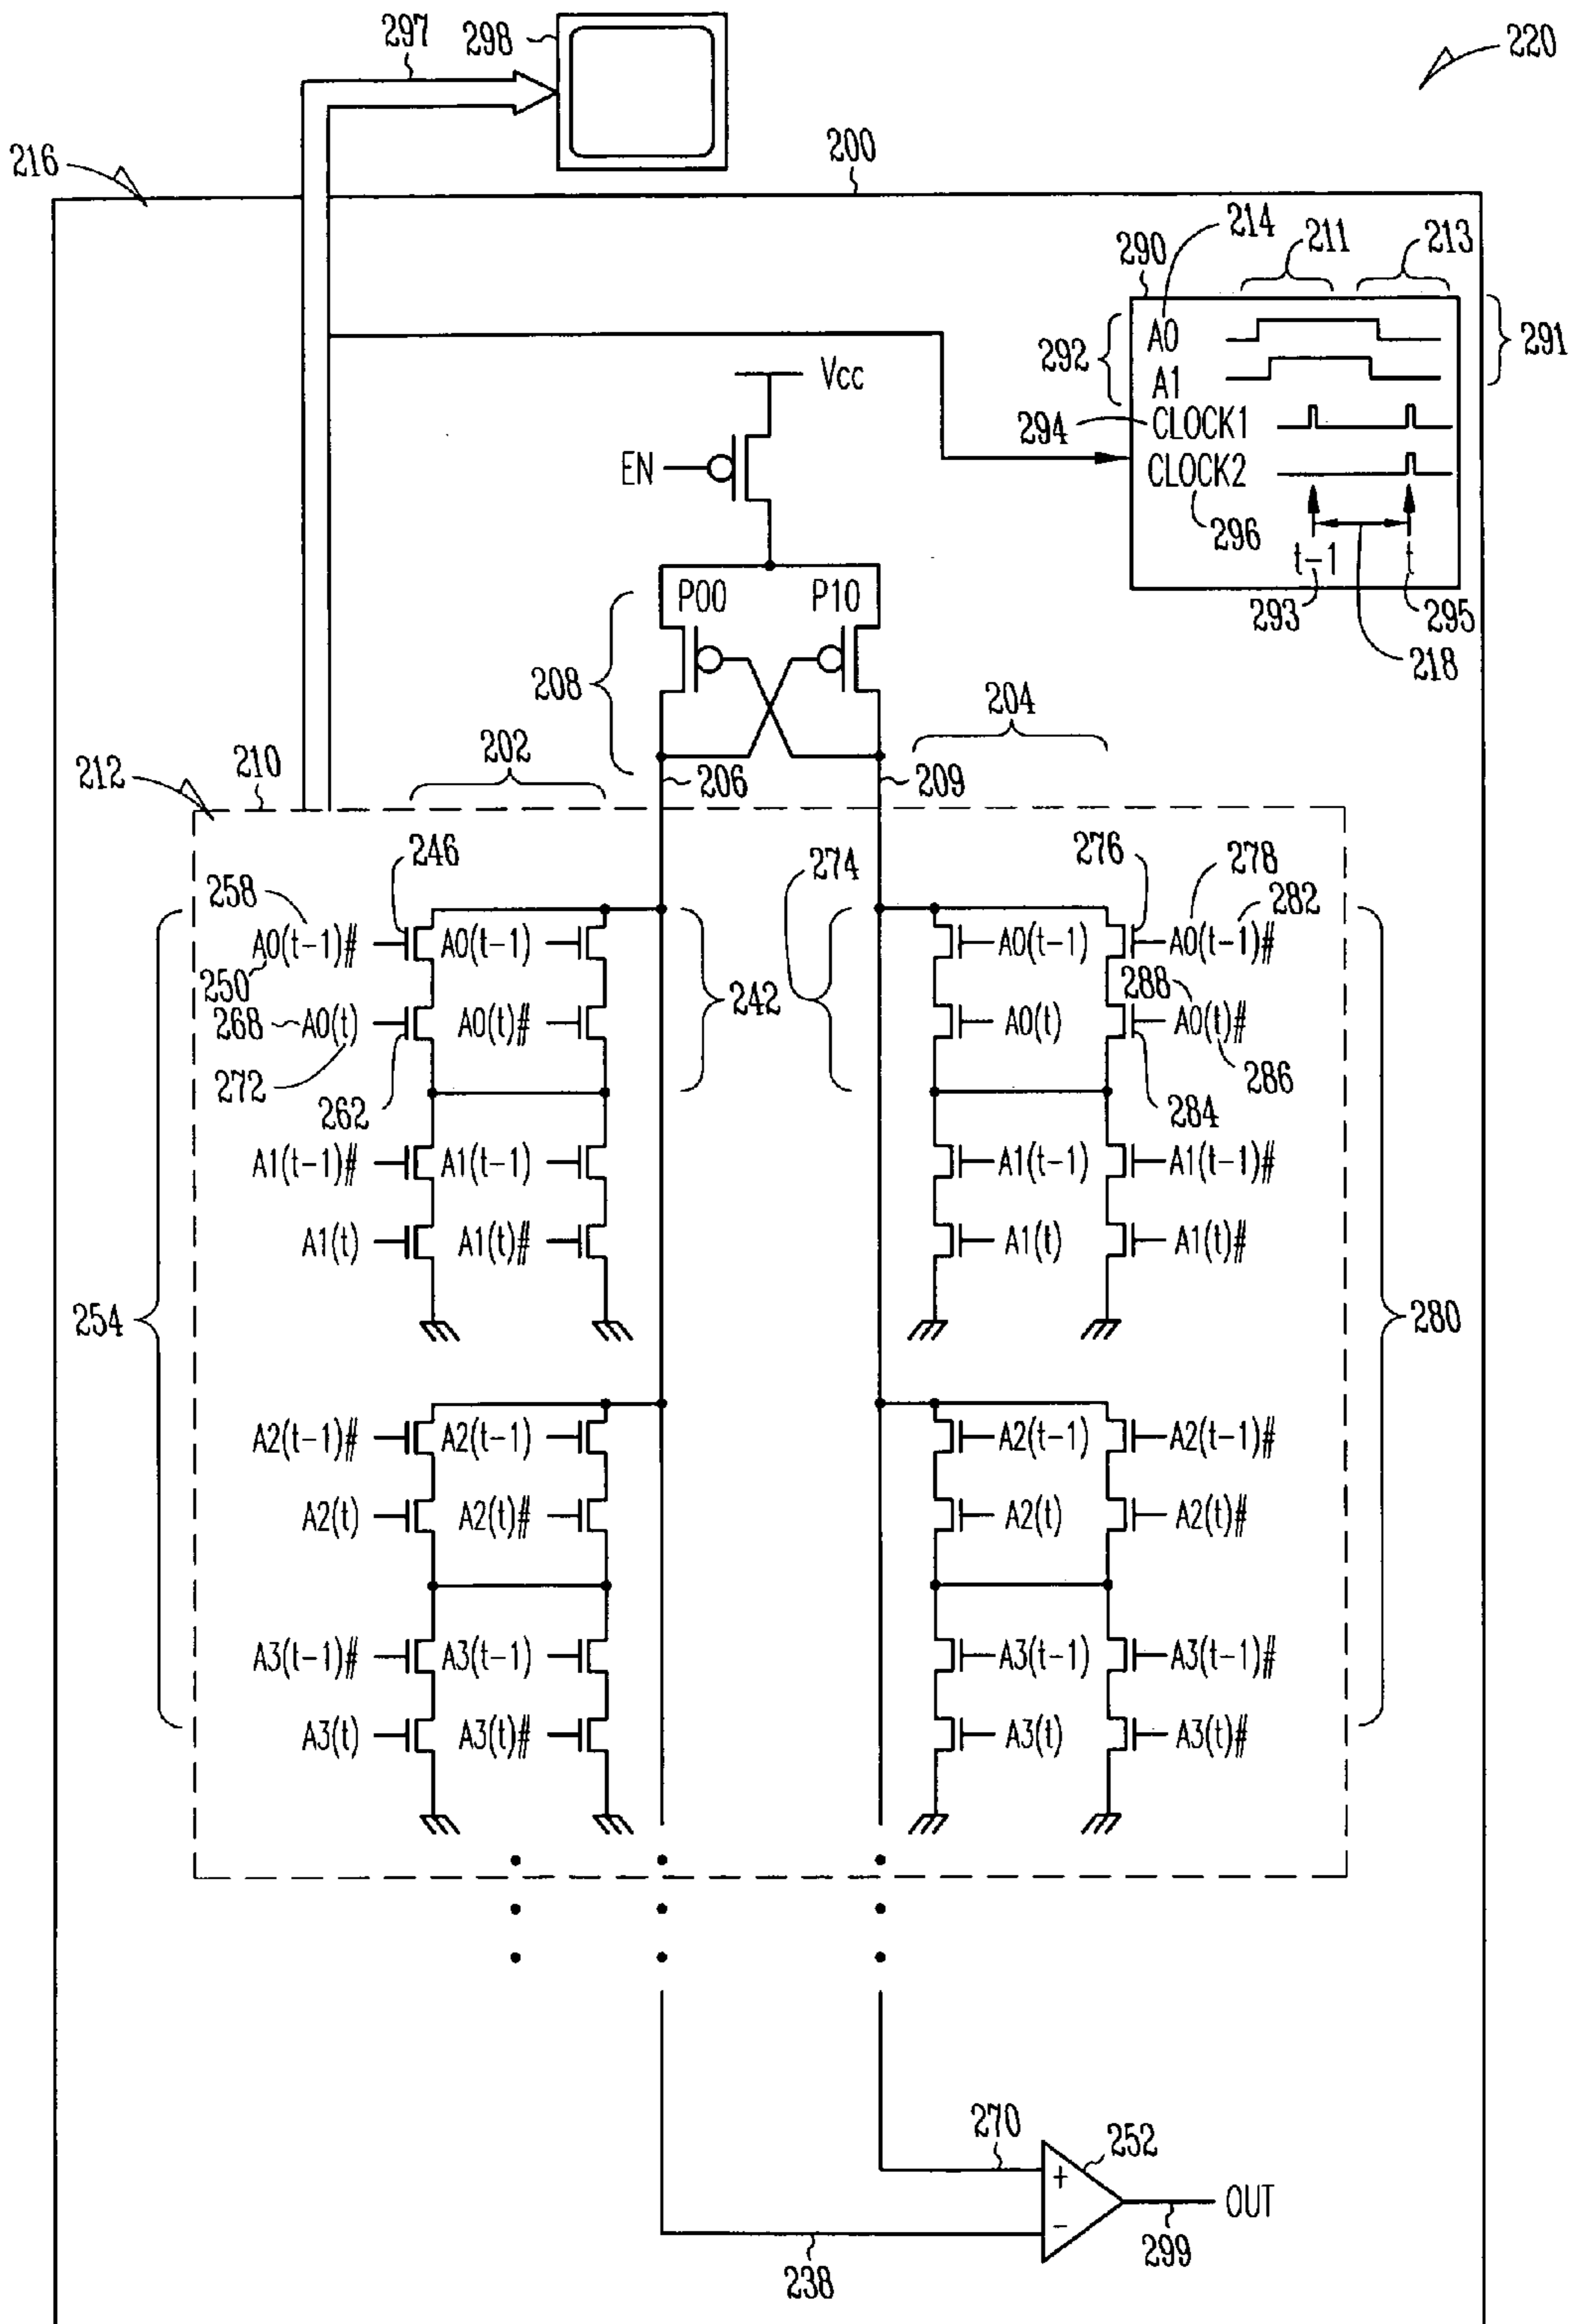 297
298
220
216
200
214
211
213
290
292
A0
291
A1
294
CLOCK1
CLOCK2
296
t-1
t
293
295
218
Vcc
EN
P00
P10
208
204
202
212
210
206
209
246
274
276
278
258
282
A0(t-1)#
A0(t-1)
A0(t-1)
A0(t-1)#
250
242
288
268
A0(t)
A0(t)#
A0(t)
A0(t)#
272
286
262
284
A1(t-1)#
A1(t-1)
A1(t-1)
A1(t-1)#
A1(t)
A1(t)#
A1(t)
A1(t)#
254
280
A2(t-1)#
A2(t-1)
A2(t-1)
A2(t-1)#
A2(t)
A2(t)#
A2(t)
A2(t)#
A3(t-1)#
A3(t-1)
A3(t-1)
A3(t-1)#
A3(t)
A3(t)#
A3(t)
A3(t)#
270
252
+
OUT
-
299
238